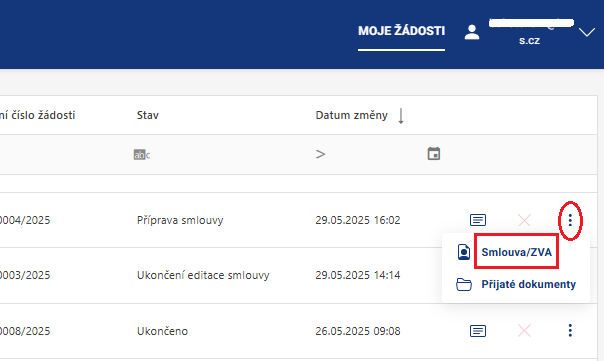 MOJE ŽÁDOSTI
s.cz
ní číslo žádosti Stav Datum změny
abc >
0004/2025 Příprava smlouvy 29.05.2025 16:02
Smlouva/ZVA
0003/2025 Ukončení editace smlouvy 29.05.2025 14:14
Přijaté dokumenty
0008/2025 Ukončeno 26.05.2025 09:08